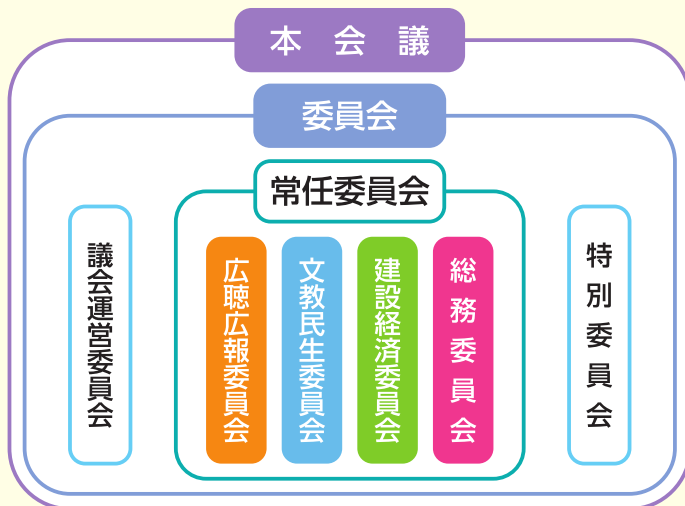 本会議
委員会
常任委員会
議会運営委員会
広聴広報委員会
文教民生委員会
建設経済委員会
総務委員会
特別委員会